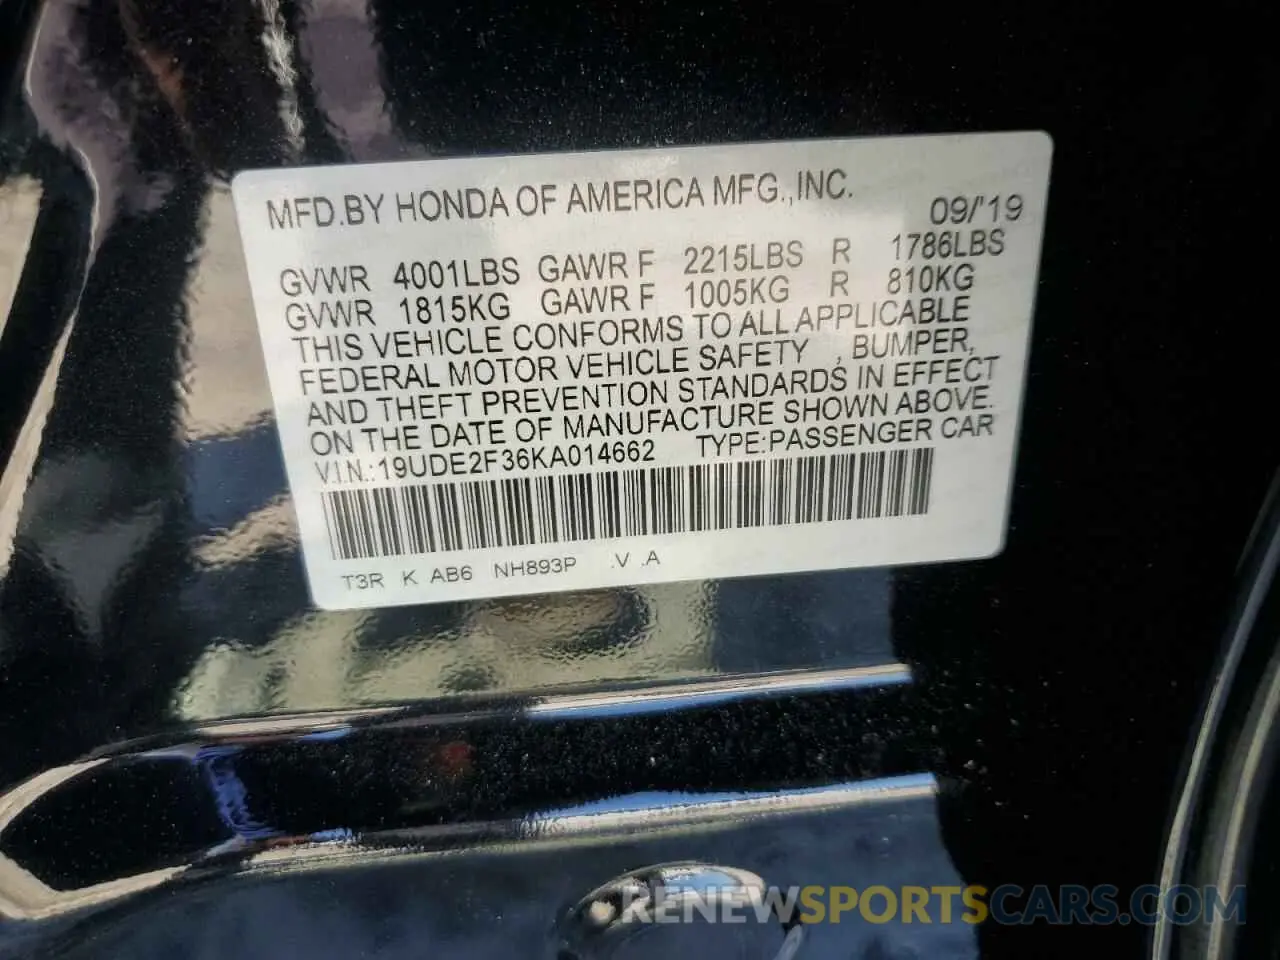 MFD.BY HONDA OF AMERICA MFG.,INC. 09/'19
GVWR 4001LBS GAWR F 2215LBS R 1786LBS
GVWR 1815KG GAWR F 1005KG R 810KG
THIS VEHICLE CONFORMS TO ALL APPLICABLE
FEDERAL MOTOR VEHICLE SAFETY , BUMPER,
AND THEFT PREVENTION STANDARDS IN EFFECT
ON THE DATE OF MANUFACTURE SHOWN ABOVE.
V.I.N.:19UDE2F36KA014662 TYPE:PASSENGER CAR
T3R K AB6 NH893P .V .A
RENEWSPORTSCARS.COM